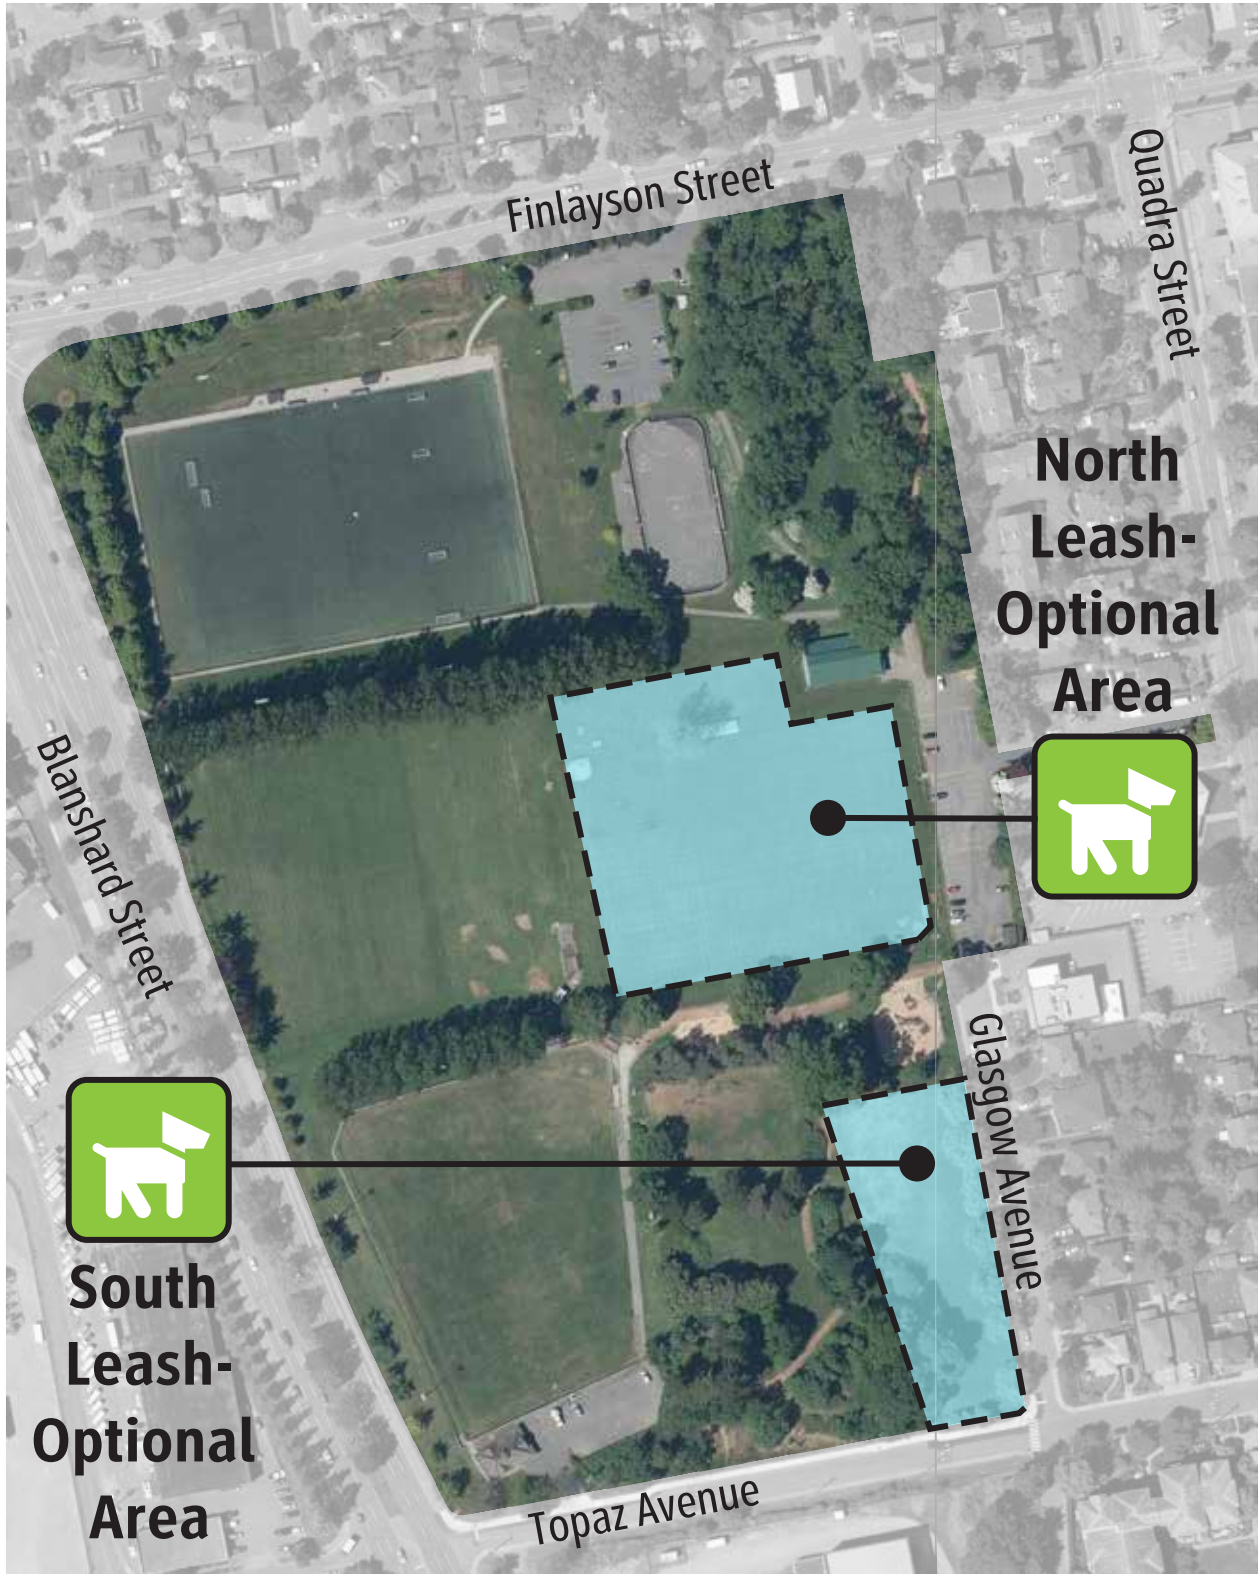 Finlayson Street
Quadra Street
North
Leash-
Optional
Area
Blanshard Street
Glasgow Avenue
South
Leash-
Optional
Area
Topaz Avenue